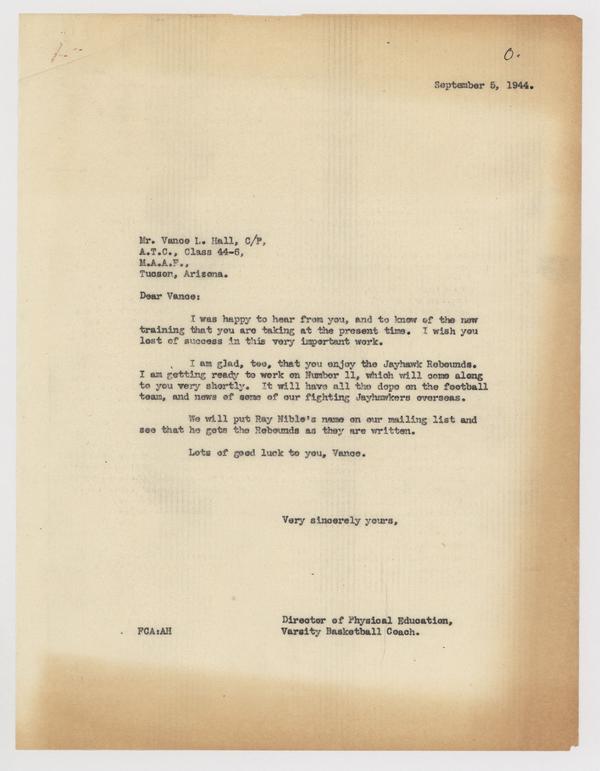 O.
September 5, 1944.
Mr. Vance L. Hall, C/P,
A.T.C., Class 44-6,
M.A.A.F.,
Tucson, Arizona.
Dear Vance:
I was happy to hear from you, and to know of the new
training that you are taking at the present time. I wish you
lost of success in this very important work.
I am glad, too, that you enjoy the Jayhawk Rebounds.
I am getting ready to work on Number 11, which will come along
to you very shortly. It will have all the dope on the football
team, and news of some of our fighting Jayhawkers overseas.
We will put Ray Nible's name on our mailing list and
see that he gets the Rebounds as they are written.
Lots of good luck to you, Vance.
Very sincerely yours,
Director of Physical Education,
FCA:AH Varsity Basketball Coach.